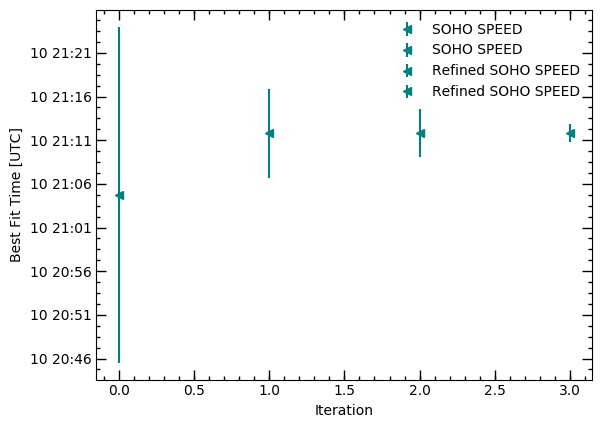 SOHO SPEED
SOHO SPEED
Refined SOHO SPEED
Refined SOHO SPEED
Best Fit Time [UTC]
10 21:21
10 21:16
10 21:11
10 21:06
10 21:01
10 20:56
10 20:51
10 20:46
0.0 0.5 1.0 1.5 2.0 2.5 3.0
Iteration